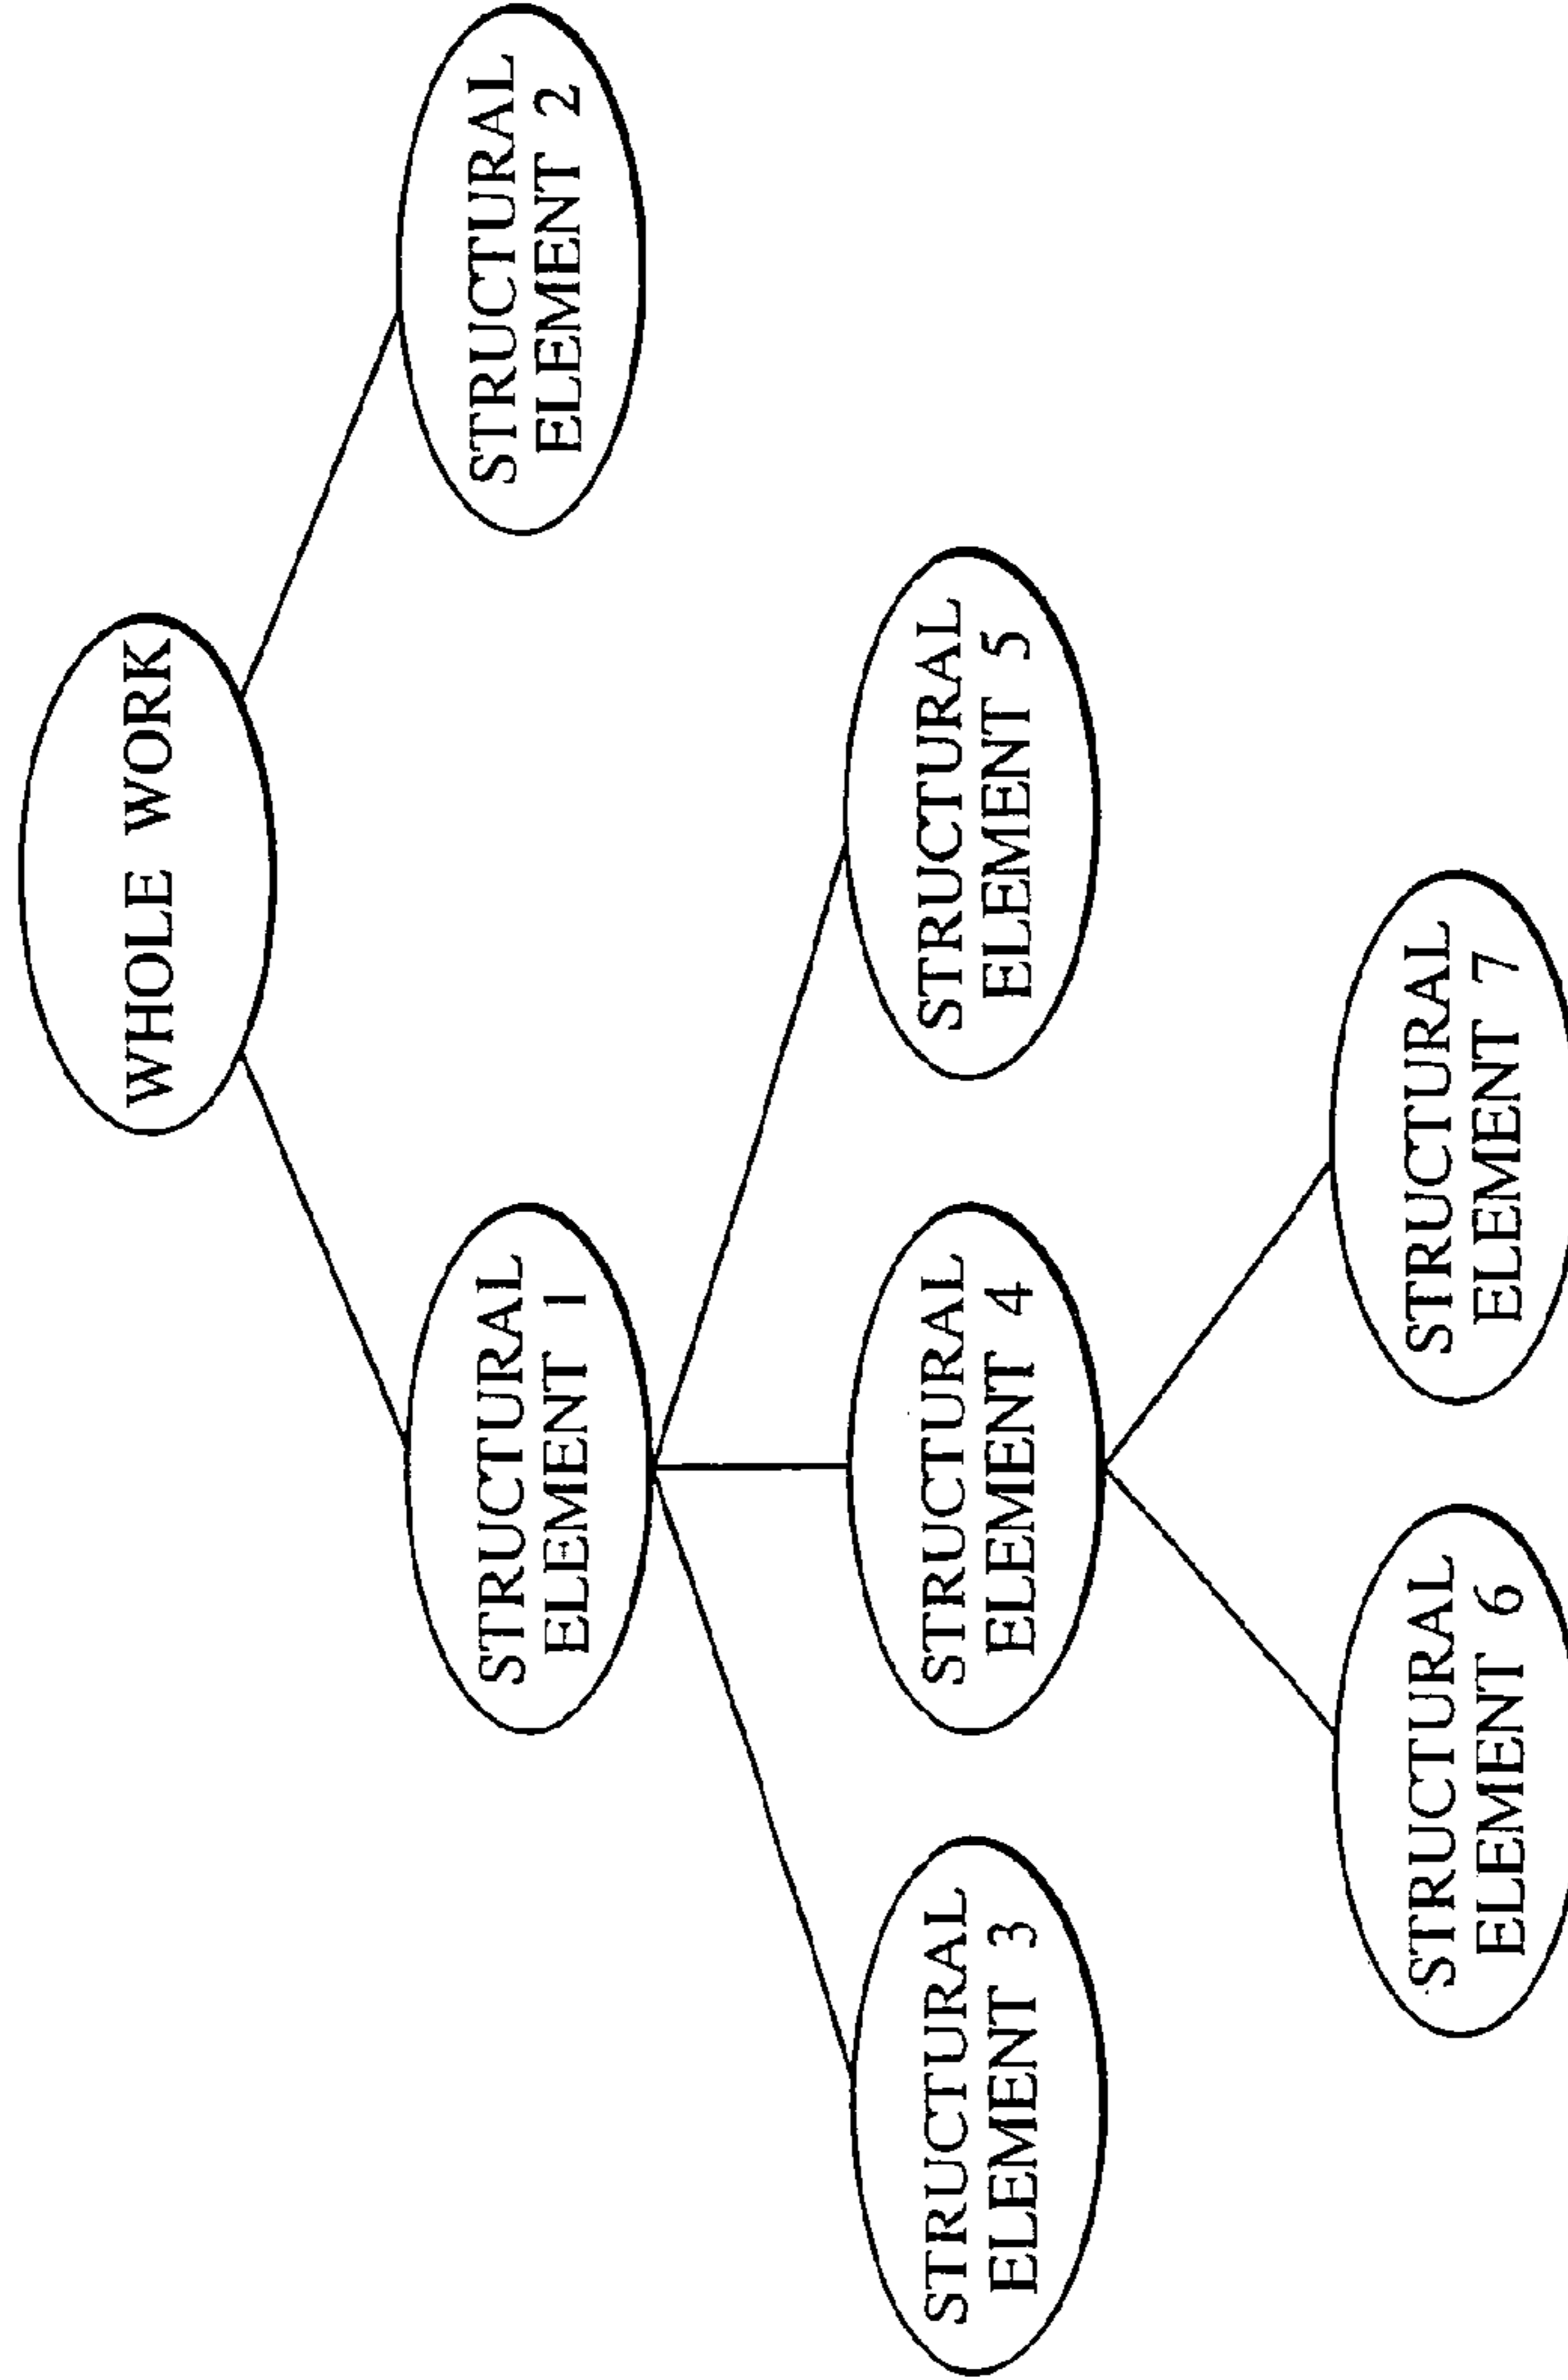 WHOLE WORK
STRUCTURAL
ELEMENT 1
STRUCTURAL
ELEMENT 2
STRUCTURAL
ELEMENT 3
STRUCTURAL
ELEMENT 4
STRUCTURAL
ELEMENT 5
STRUCTURAL
ELEMENT 6
STRUCTURAL
ELEMENT 7